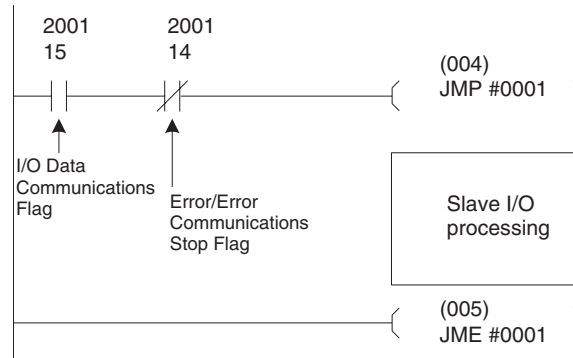 2001
15
2001
14
(004)
JMP #0001
I/O Data
Communications
Flag
Error/Error
Communications
Stop Flag
Slave I/O
processing
(005)
JME #0001